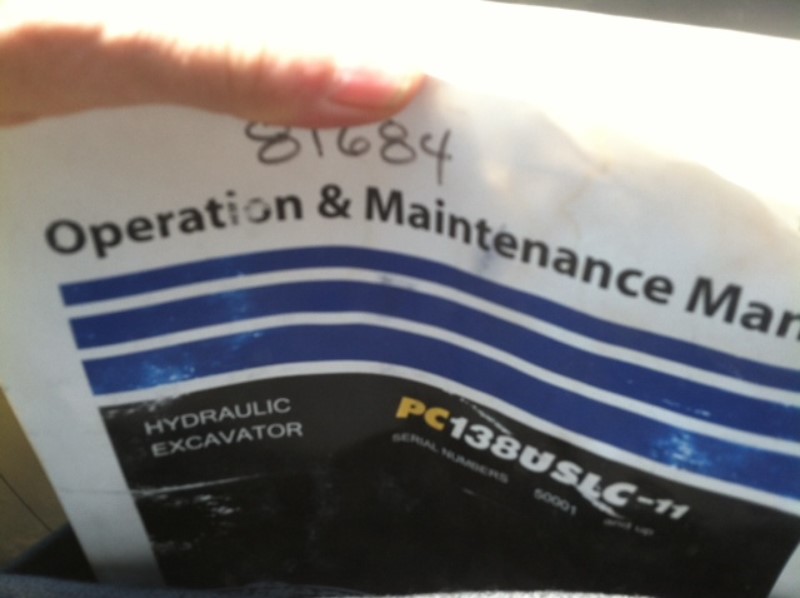 81684
Operation & Maintenance Man
HYDRAULIC
EXCAVATOR
PC138USLC-11
SERIAL NUMBERS 50001 and up